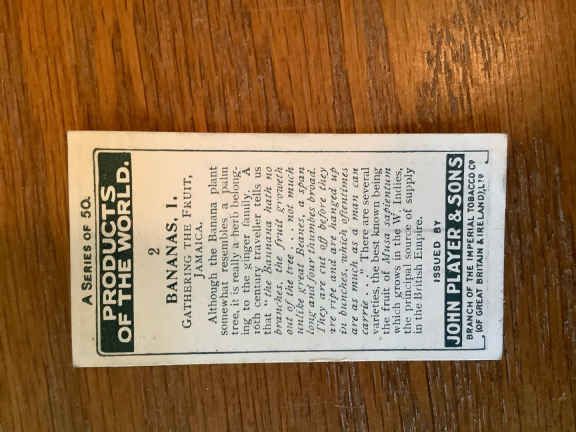 A SERIES OF 50.
PRODUCTS
OF THE WORLD.
2
BANANAS, 1.
GATHERING THE FRUIT,
JAMAICA.
Although the Banana plant
somewhat resembles a palm
tree, it is really a herb belong-
ing to the ginger family. A
16th century traveller tells us
that "the Bannana hath no
branches, the fruit groweth
out of the tree . . . not much
unlike great Beanes, a span
long and four thumbes broad.
They are cut off before they
are ripe and are hanged up
in bunches, which oftentimes
are as much as a man can
carrie . . ." There are several
varieties, the best known being
the fruit of Musa sapientum
which grows in the W. Indies,
the principal source of supply
in the British Empire.
ISSUED BY
JOHN PLAYER & SONS
BRANCH OF THE IMPERIAL TOBACCO CO
(OF GREAT BRITAIN & IRELAND), LTD